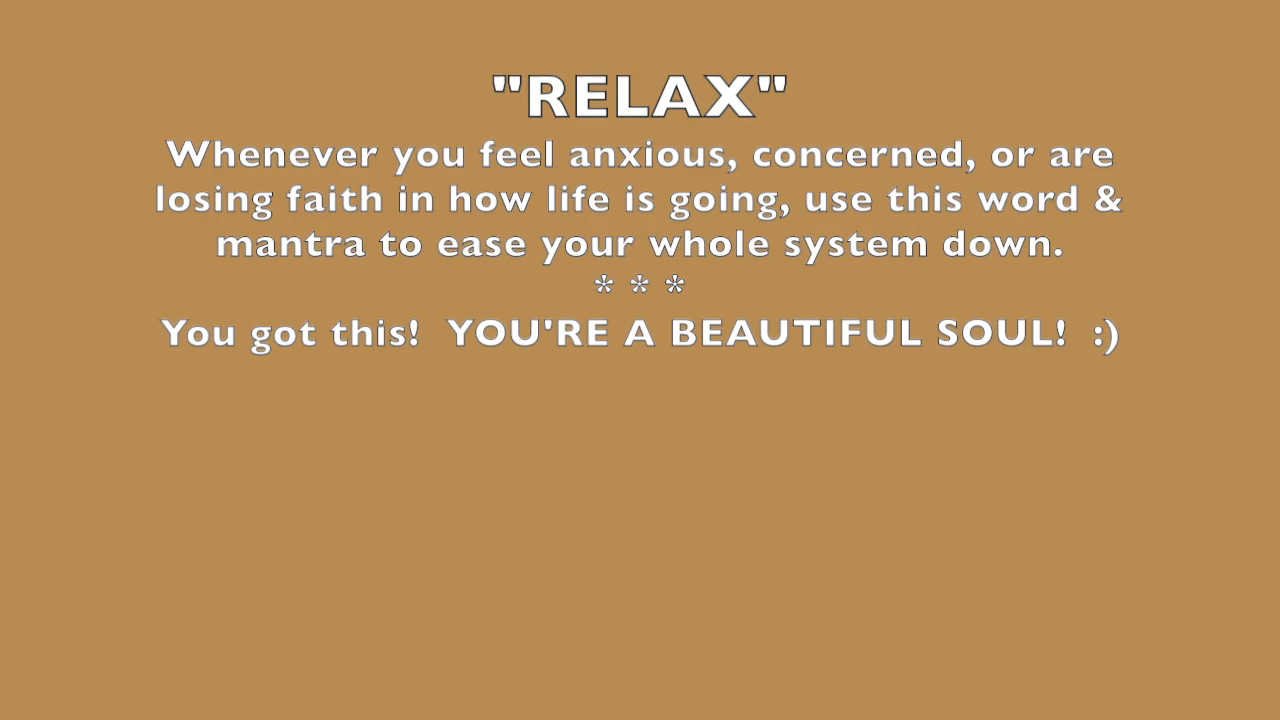 "RELAX"
Whenever you feel anxious, concerned, or are
losing faith in how life is going, use this word &
mantra to ease your whole system down.
* * *
You got this!  YOU'RE A BEAUTIFUL SOUL!  :)